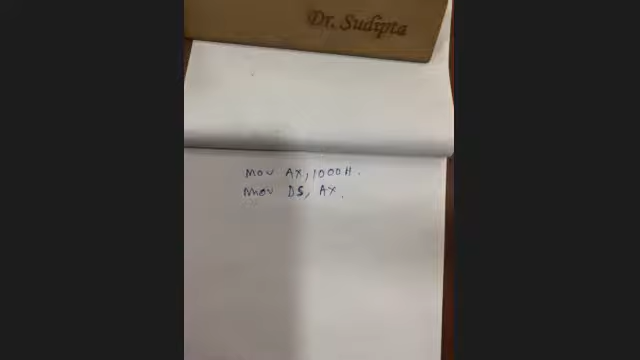 Dr. Sudipta
MOV AX, 1000H.
MOV DS, AX.